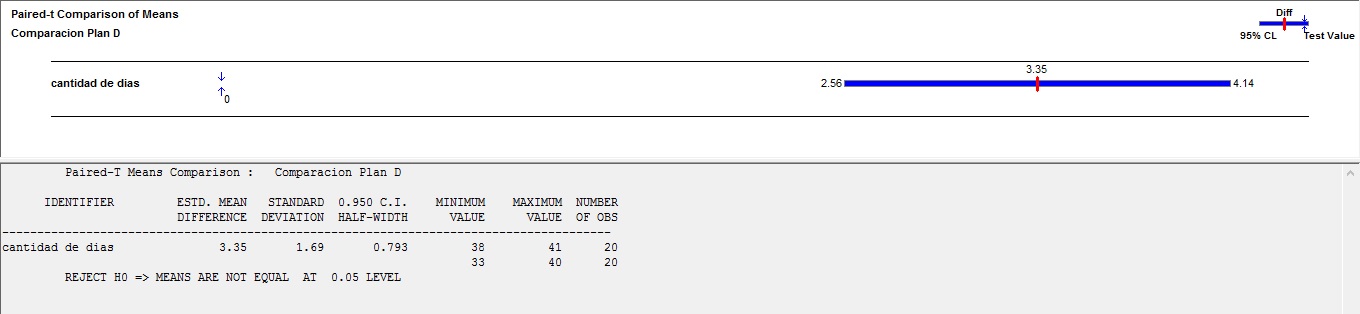 Paired-t Comparison of Means
Comparacion Plan D
Diff
95% CL Test Value
3.35
cantidad de dias 2.56 4.14
0
Paired-T Means Comparison : Comparacion Plan D
IDENTIFIER ESTD. MEAN STANDARD 0.950 C.I. MINIMUM MAXIMUM NUMBER
DIFFERENCE DEVIATION HALF-WIDTH VALUE VALUE OF OBS
cantidad de dias 3.35 1.69 0.793 38 41 20
33 40 20
REJECT H0 => MEANS ARE NOT EQUAL AT 0.05 LEVEL